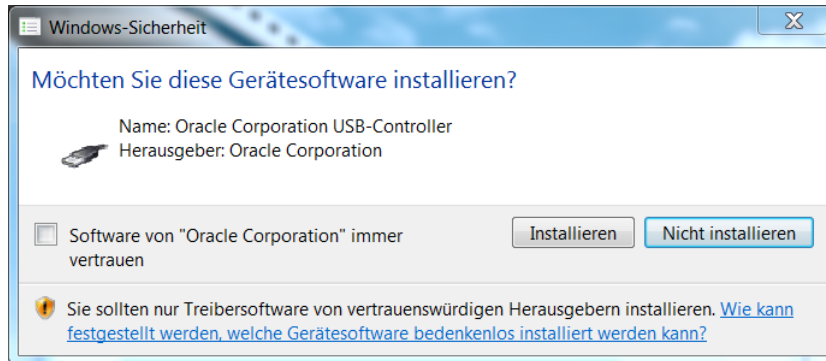 Windows-Sicherheit
Möchten Sie diese Gerätesoftware installieren?
Name: Oracle Corporation USB-Controller
Herausgeber: Oracle Corporation
Software von "Oracle Corporation" immer
vertrauen
Installieren
Nicht installieren
Sie sollten nur Treibersoftware von vertrauenswürdigen Herausgebern installieren. Wie kann
festgestellt werden, welche Gerätesoftware bedenkenlos installiert werden kann?